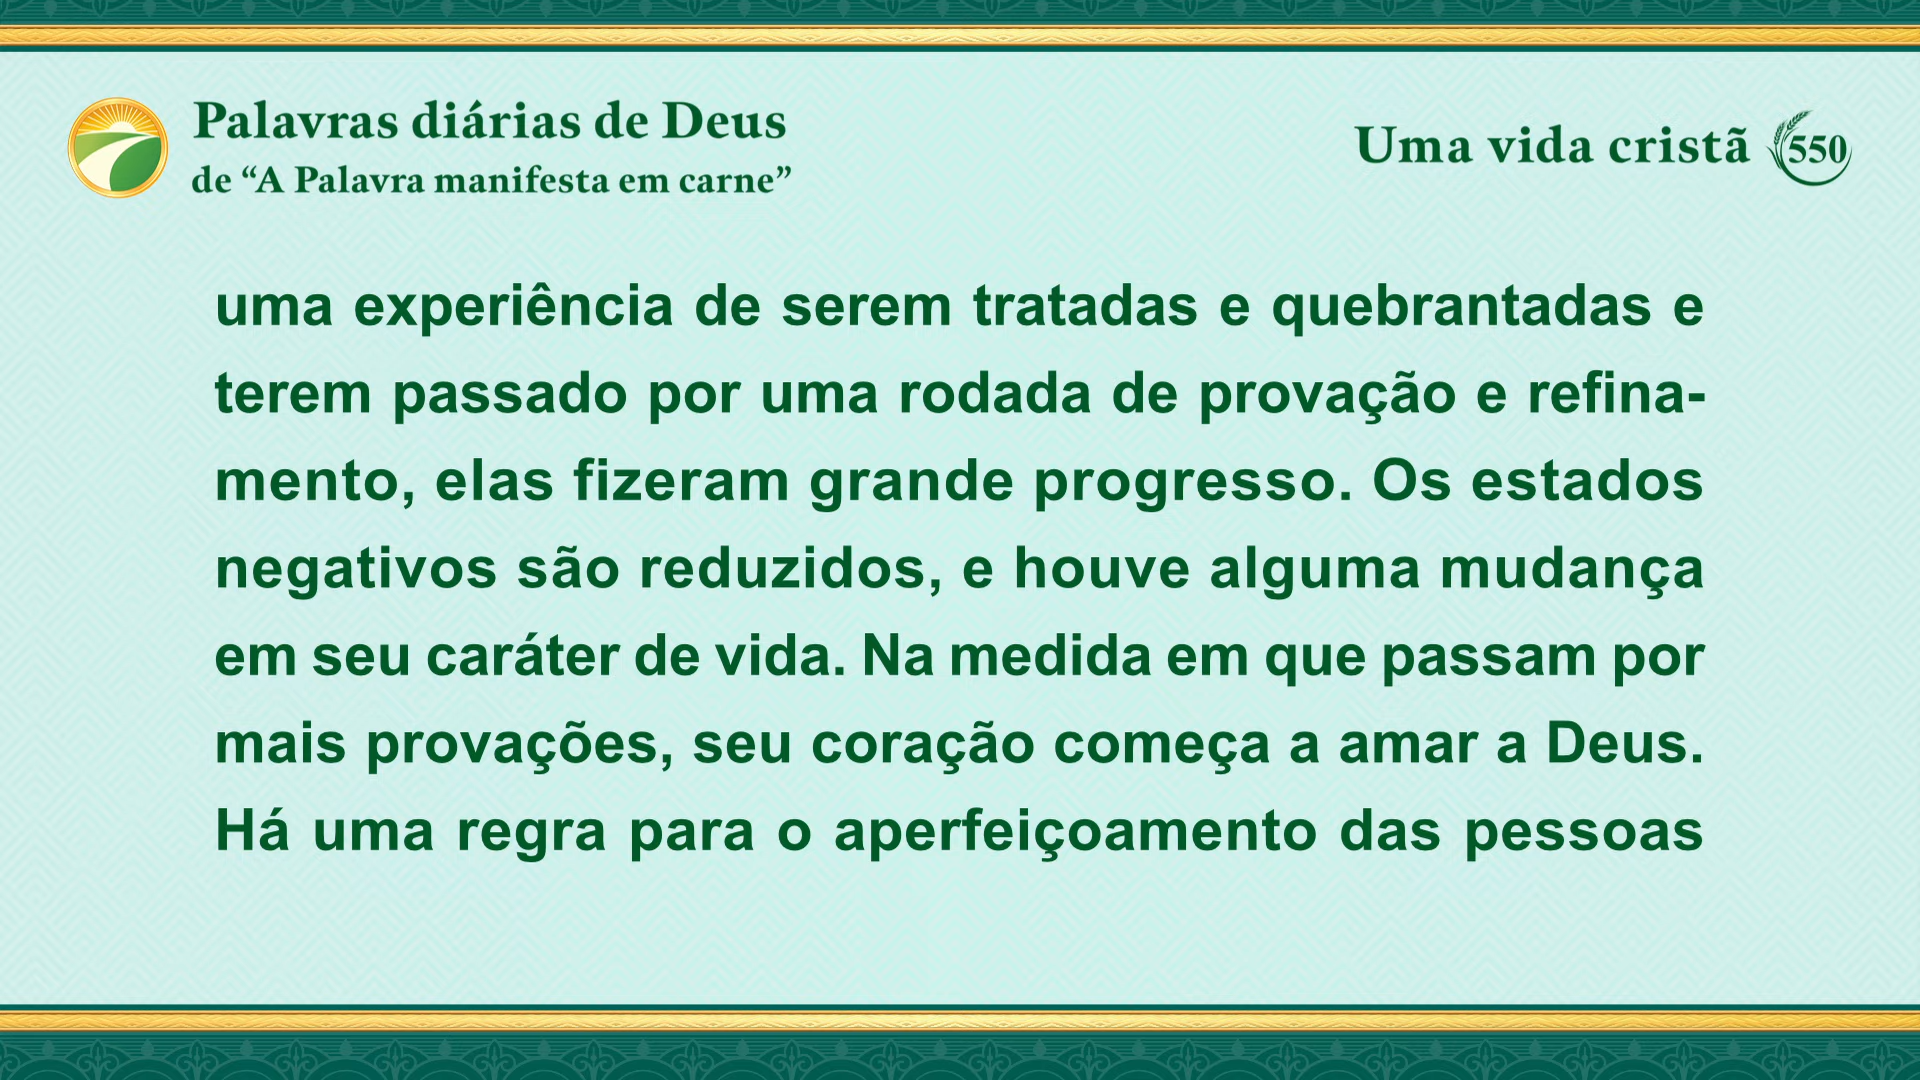 Palavras diárias de Deus
de “A Palavra manifesta em carne”
Uma vida cristã 550
uma experiência de serem tratadas e quebrantadas e
terem passado por uma rodada de provação e refina-
mento, elas fizeram grande progresso. Os estados
negativos são reduzidos, e houve alguma mudança
em seu caráter de vida. Na medida em que passam por
mais provações, seu coração começa a amar a Deus.
Há uma regra para o aperfeiçoamento das pessoas